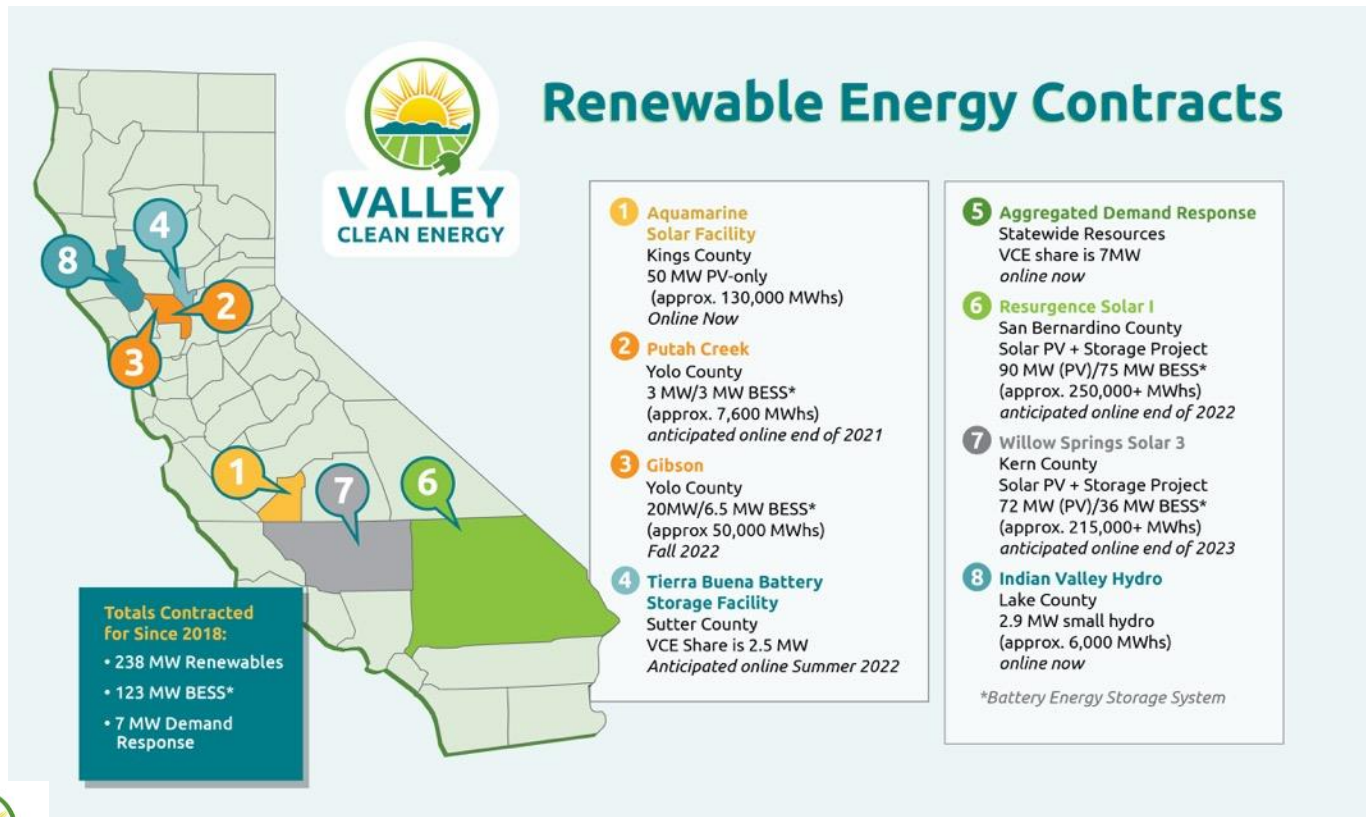 Renewable Energy Contracts
VALLEY
CLEAN ENERGY
4
8
2
3
1
7
6
Totals Contracted
for Since 2018:
• 238 MW Renewables
• 123 MW BESS*
• 7 MW Demand
Response
1 Aquamarine
Solar Facility
Kings County
50 MW PV-only
(approx. 130,000 MWhs)
Online Now
2 Putah Creek
Yolo County
3 MW/3 MW BESS*
(approx. 7,600 MWhs)
anticipated online end of 2021
3 Gibson
Yolo County
20MW/6.5 MW BESS*
(approx 50,000 MWhs)
Fall 2022
4 Tierra Buena Battery
Storage Facility
Sutter County
VCE Share is 2.5 MW
Anticipated online Summer 2022
5 Aggregated Demand Response
Statewide Resources
VCE share is 7MW
online now
6 Resurgence Solar I
San Bernardino County
Solar PV + Storage Project
90 MW (PV)/75 MW BESS*
(approx. 250,000+ MWhs)
anticipated online end of 2022
7 Willow Springs Solar 3
Kern County
Solar PV + Storage Project
72 MW (PV)/36 MW BESS*
(approx. 215,000+ MWhs)
anticipated online end of 2023
8 Indian Valley Hydro
Lake County
2.9 MW small hydro
(approx. 6,000 MWhs)
online now
*Battery Energy Storage System